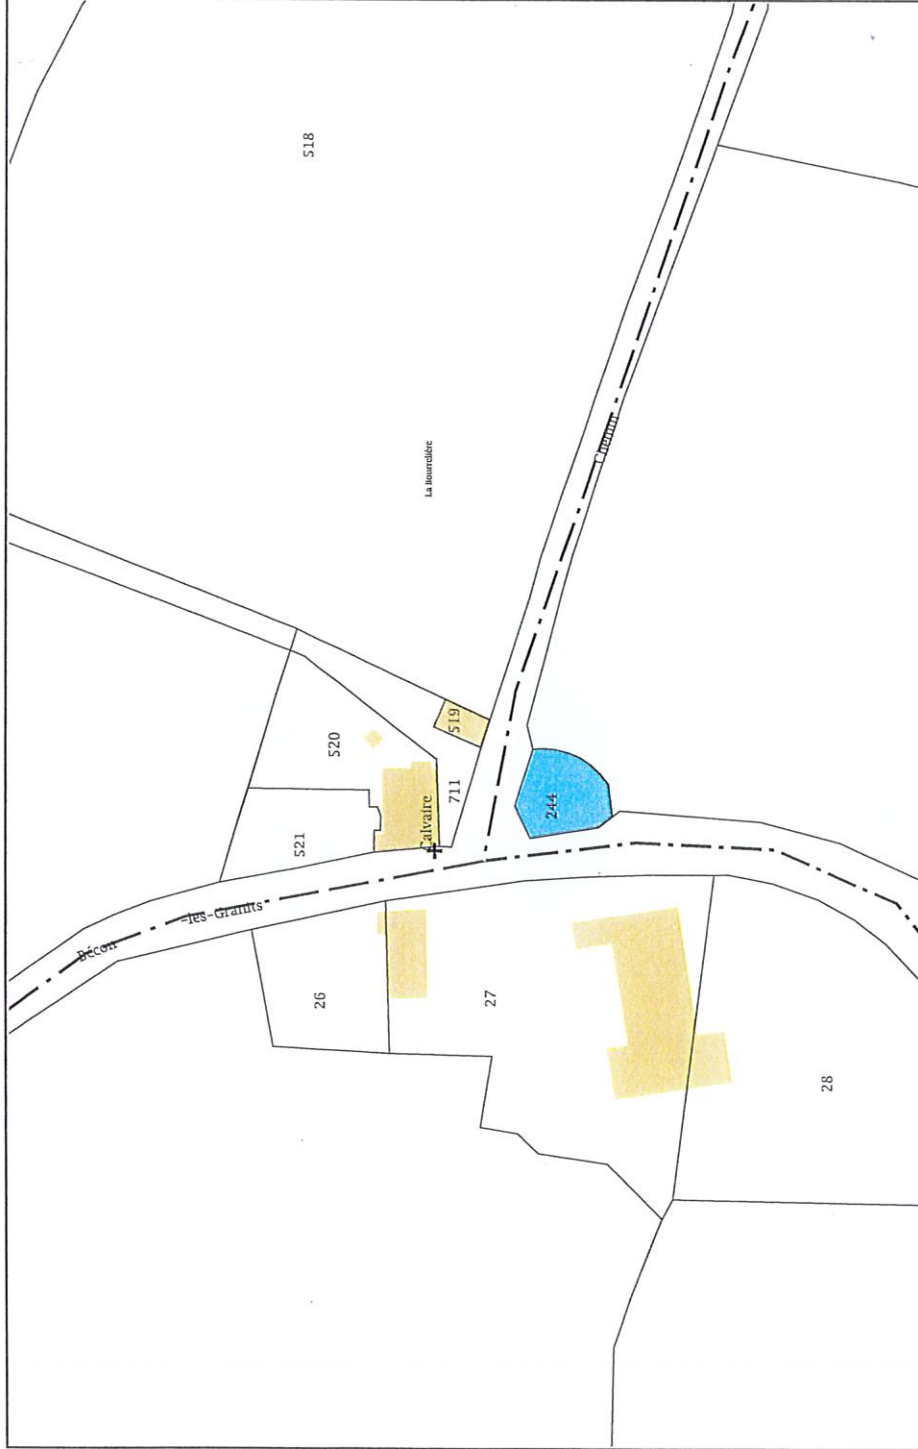 518
La Bourrelière
Chemin
520
519
521
711
Calvaire
244
Bécon
-les-Granits
26
27
28